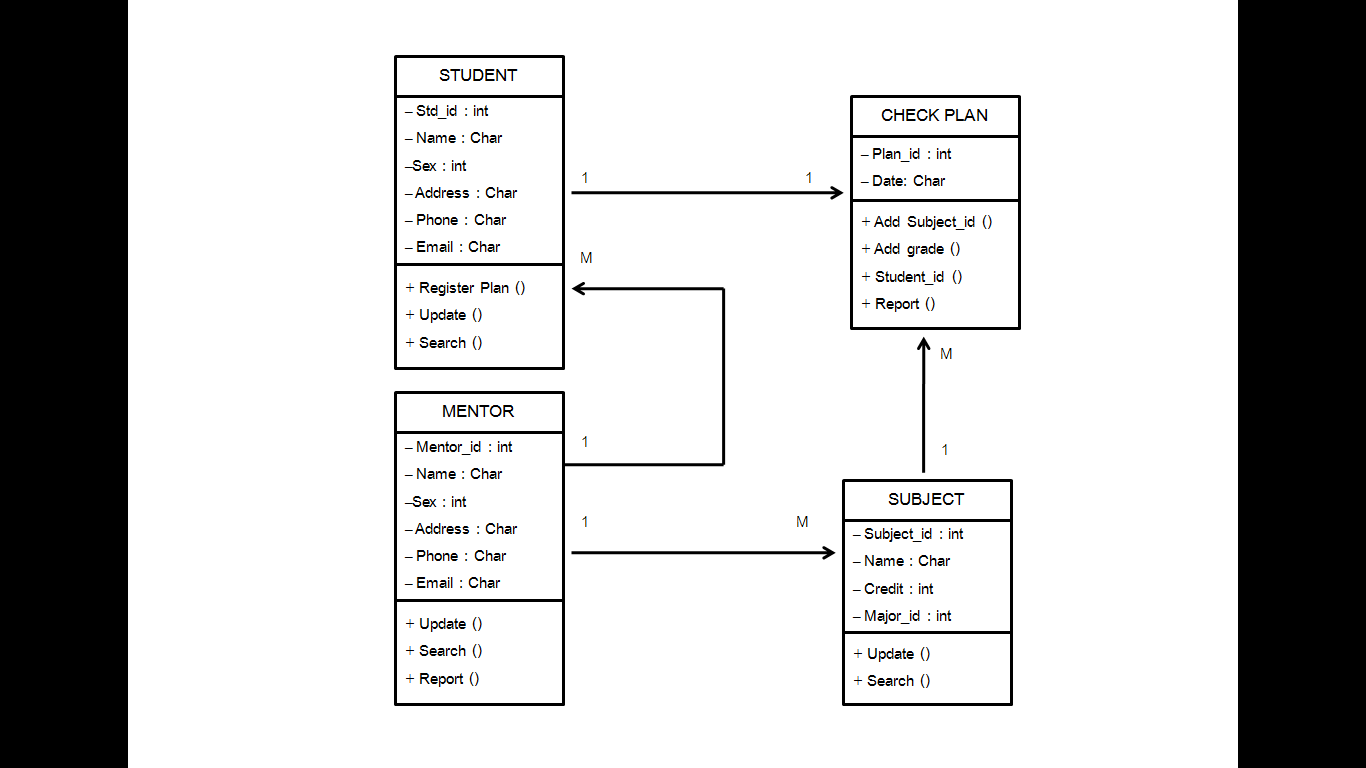 STUDENT
– Std_id : int
– Name : Char
–Sex : int
– Address : Char
– Phone : Char
– Email : Char
+ Register Plan ()
+ Update ()
+ Search ()
1
1
M
CHECK PLAN
– Plan_id : int
– Date: Char
+ Add Subject_id ()
+ Add grade ()
+ Student_id ()
+ Report ()
MENTOR
– Mentor_id : int
– Name : Char
–Sex : int
– Address : Char
– Phone : Char
– Email : Char
+ Update ()
+ Search ()
+ Report ()
1
1
M
M
1
SUBJECT
– Subject_id : int
– Name : Char
– Credit : int
– Major_id : int
+ Update ()
+ Search ()